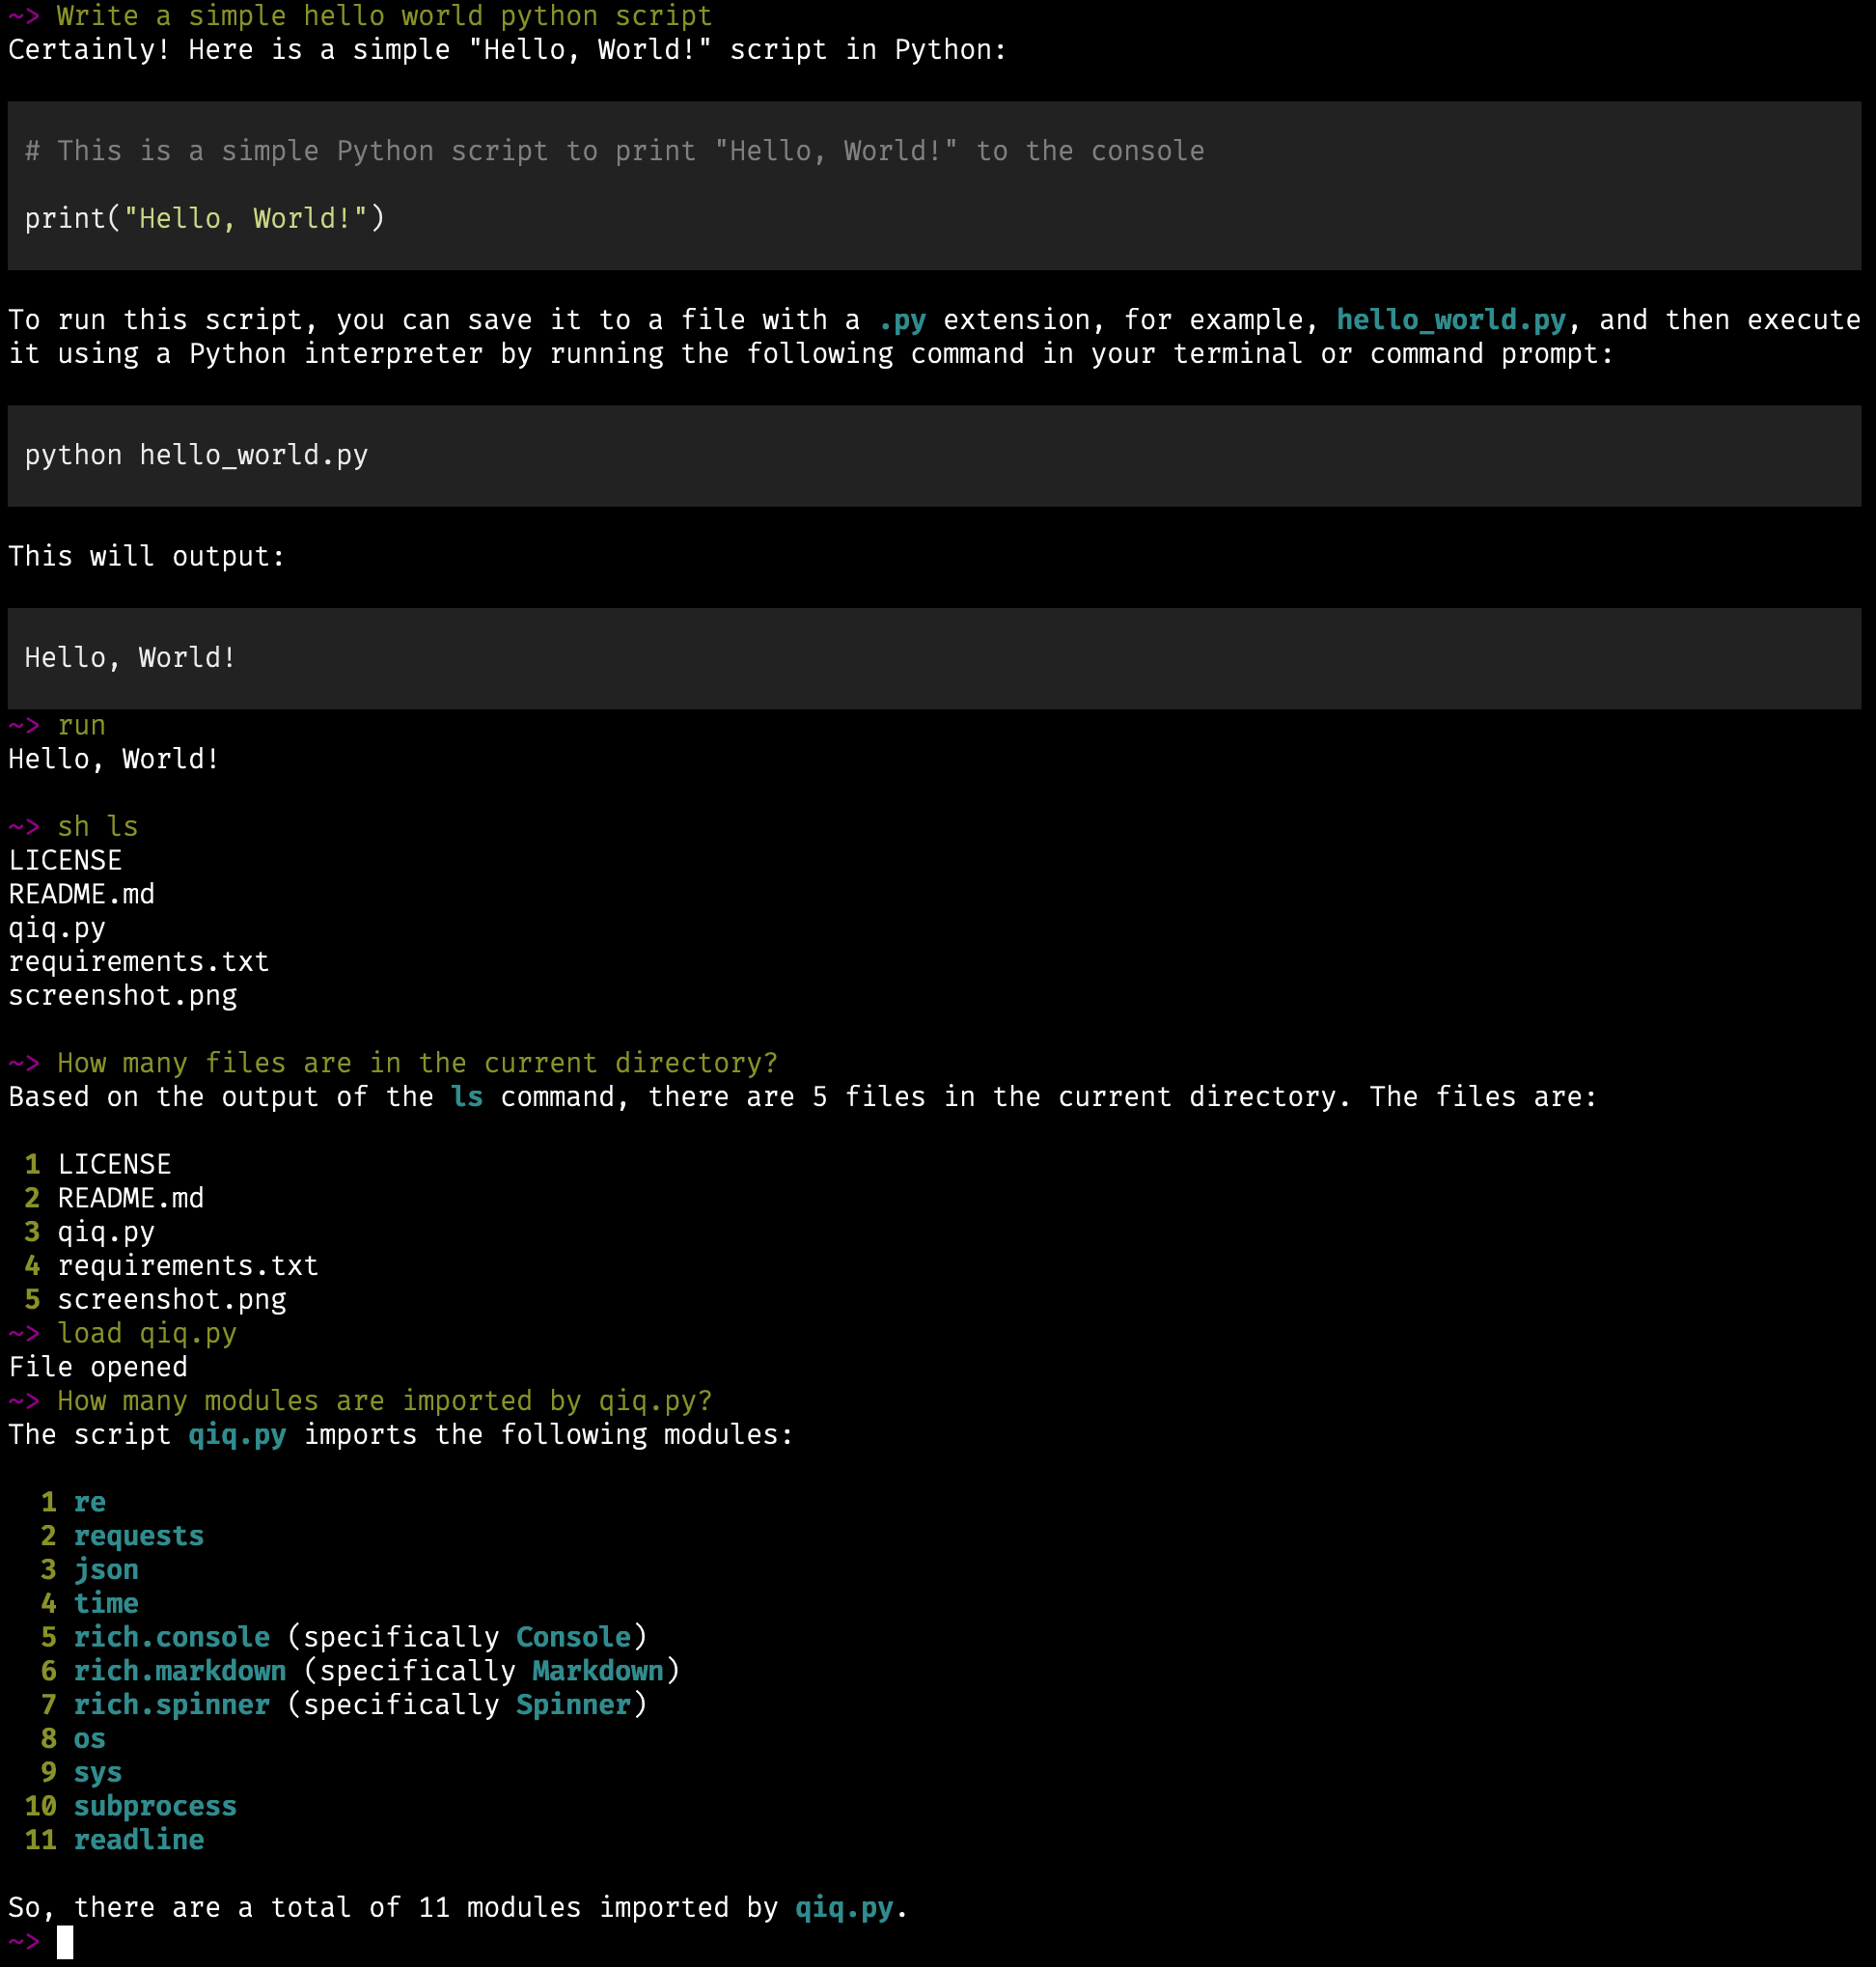 ~> Write a simple hello world python script
Certainly! Here is a simple "Hello, World!" script in Python:
# This is a simple Python script to print "Hello, World!" to the console
print("Hello, World!")
To run this script, you can save it to a file with a .py extension, for example, hello_world.py, and then execute
it using a Python interpreter by running the following command in your terminal or command prompt:
python hello_world.py
This will output:
Hello, World!
~> run
Hello, World!
~> sh ls
LICENSE
README.md
qiq.py
requirements.txt
screenshot.png
~> How many files are in the current directory?
Based on the output of the ls command, there are 5 files in the current directory. The files are:
1 LICENSE
2 README.md
3 qiq.py
4 requirements.txt
5 screenshot.png
~> load qiq.py
File opened
~> How many modules are imported by qiq.py?
The script qiq.py imports the following modules:
1 re
2 requests
3 json
4 time
5 rich.console (specifically Console)
6 rich.markdown (specifically Markdown)
7 rich.spinner (specifically Spinner)
8 os
9 sys
10 subprocess
11 readline
So, there are a total of 11 modules imported by qiq.py.
~>